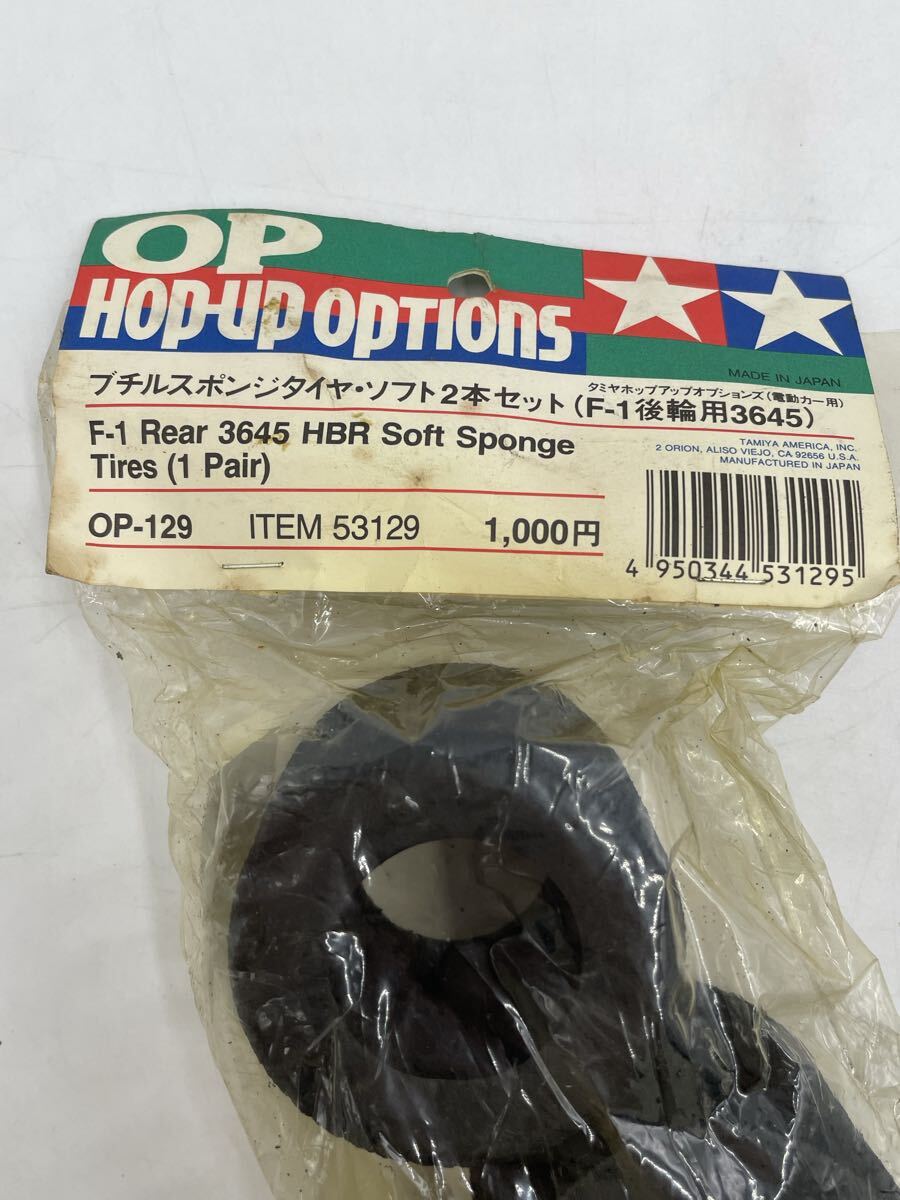 OP
HOP-UP OPTIONS
MADE IN JAPAN
タミヤホップアップオプションズ(電動カー用)
ブチルスポンジタイヤ・ソフト2本セット(F-1後輪用3645)
F-1 Rear 3645 HBR Soft Sponge
Tires (1 Pair)
TAMIYA AMERICA, INC.
2 ORION, ALISO VIEJO, CA 92656 U.S.A.
MANUFACTURED IN JAPAN
OP-129 ITEM 53129 1,000円
4 950344 531295